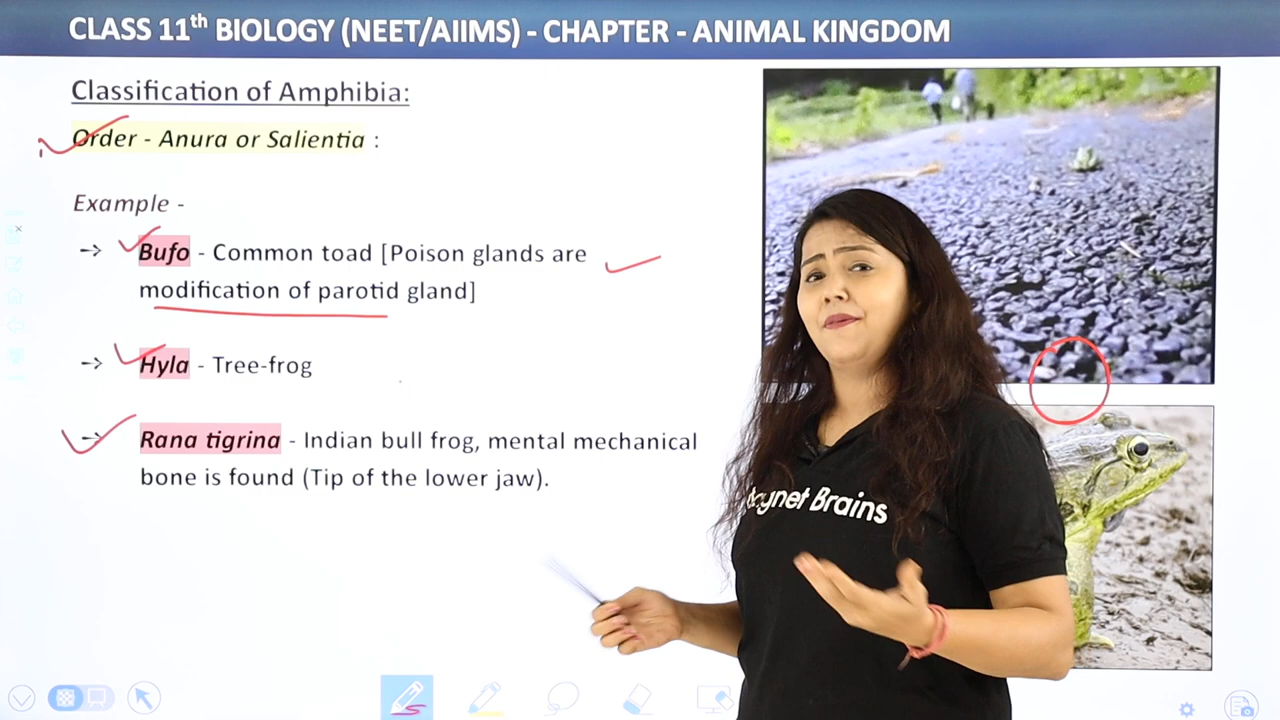 CLASS 11th BIOLOGY (NEET/AIIMS) - CHAPTER - ANIMAL KINGDOM
Classification of Amphibia:
Order - Anura or Salientia :
Example -
-> Bufo - Common toad [Poison glands are
modification of parotid gland]
-> Hyla - Tree-frog
-> Rana tigrina - Indian bull frog, mental mechanical
bone is found (Tip of the lower jaw).
Brains